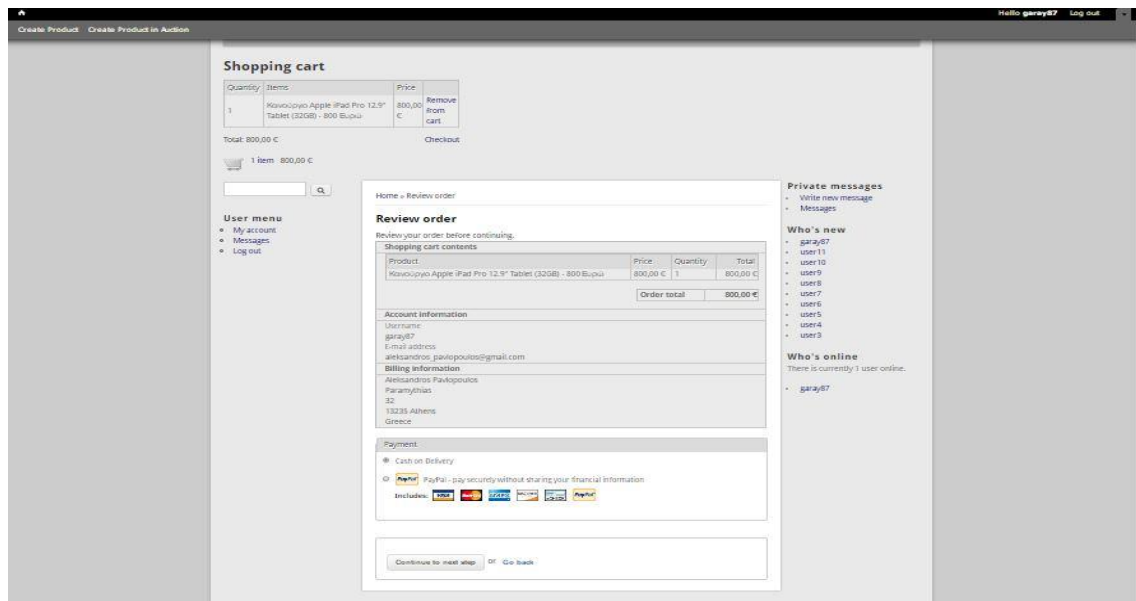 Hello garay87 Log out
Create Product Create Product in Auction
Shopping cart
Quantity Items Price
1 Καινούργιο Apple iPad Pro 12.9" Tablet (32GB) - 800 Ευρώ 800,00 € Remove from cart
Total: 800,00 € Checkout
1 item 800,00 €
User menu
My account
Messages
Log out
Home » Review order
Review order
Review your order before continuing.
Shopping cart contents
Product Price Quantity Total
Καινούργιο Apple iPad Pro 12.9" Tablet (32GB) - 800 Ευρώ 800,00 € 1 800,00 €
Order total 800,00 €
Account information
Username
garay87
E-mail address
aleksandros_pavlopoulos@gmail.com
Billing information
Aleksandros Pavlopoulos
Paramythias
32
13235 Athens
Greece
Payment
Cash on Delivery
PayPal PayPal - pay securely without sharing your financial information
Includes: VISA PayPal
Continue to next step or Go back
Private messages
Write new message
Messages
Who's new
garay87
user11
user10
user9
user8
user7
user6
user5
user4
user3
Who's online
There is currently 1 user online.
garay87